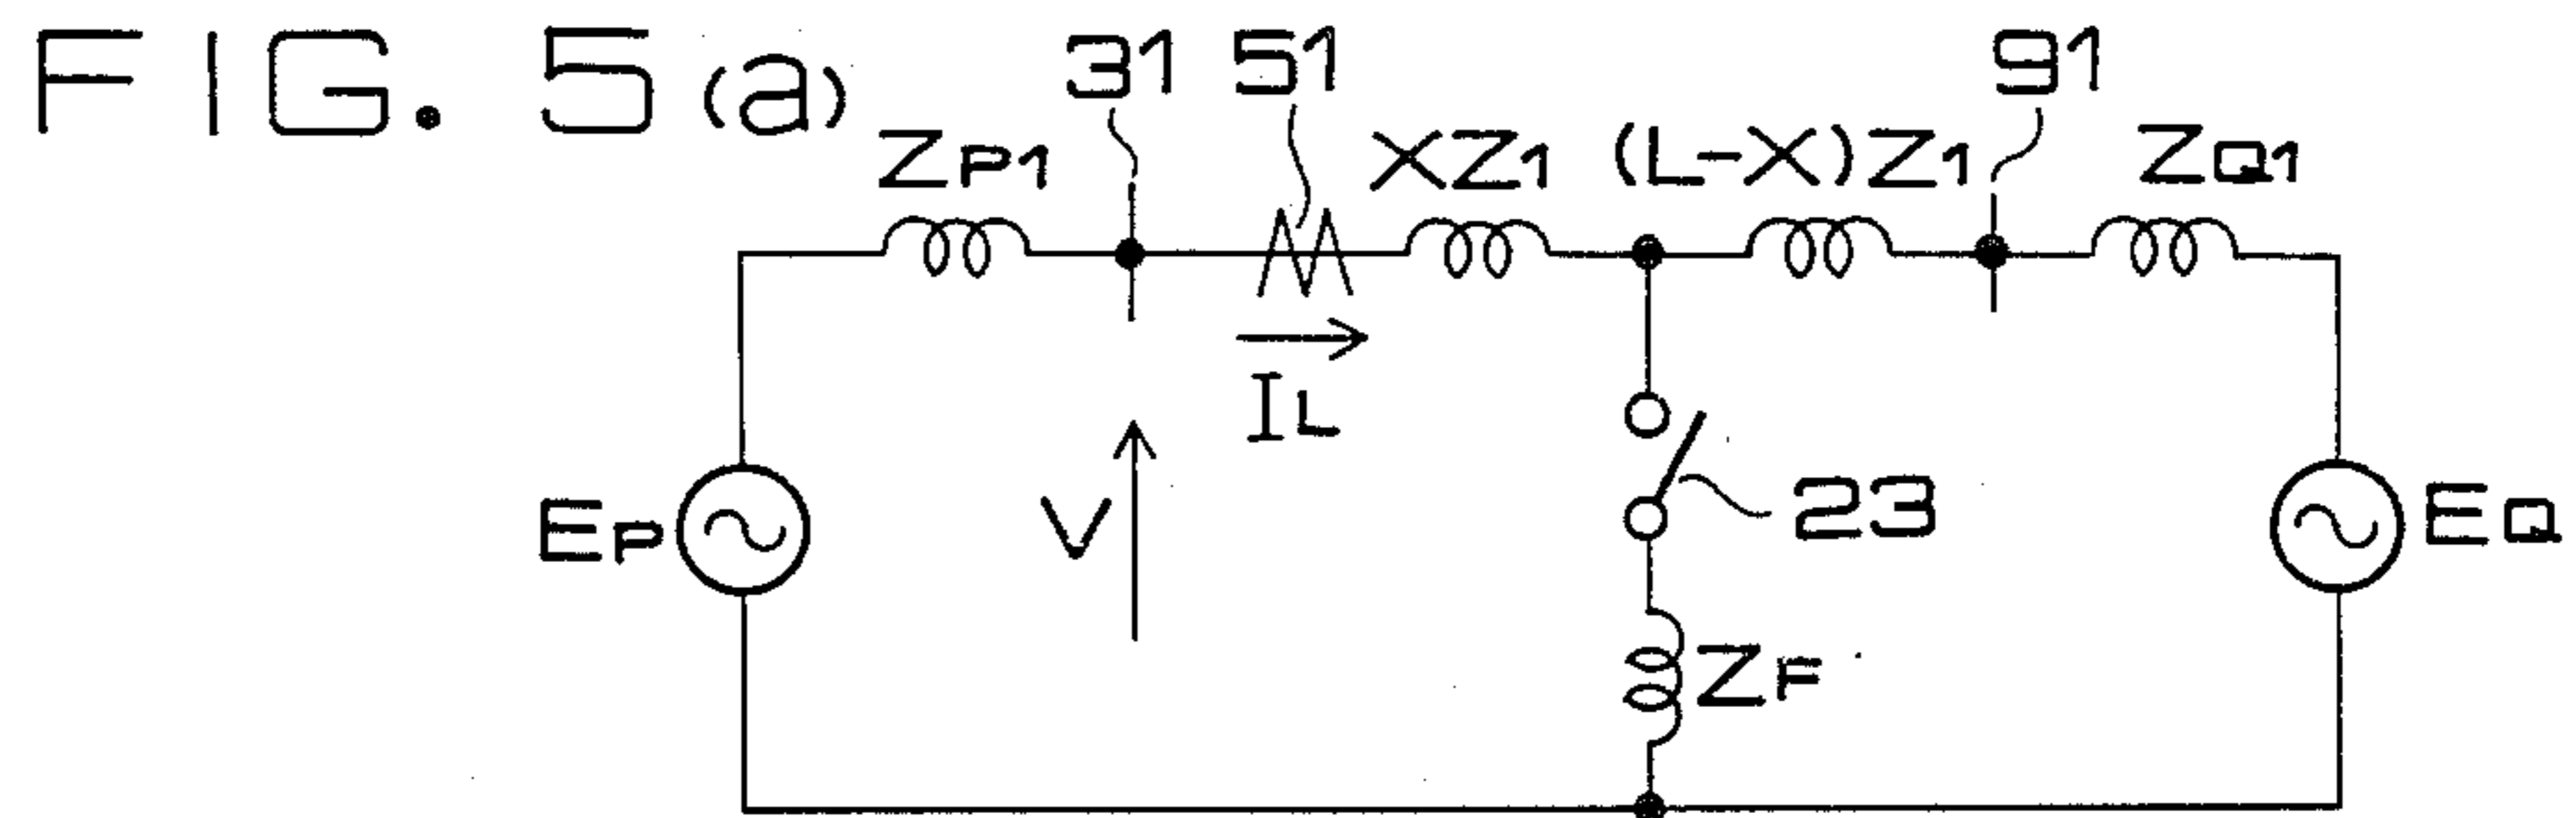 FIG. 5 (a)
31
51
91
ZP1
XZ1
(L-X)Z1
ZQ1
IL
V
EP
23
EQ
ZF